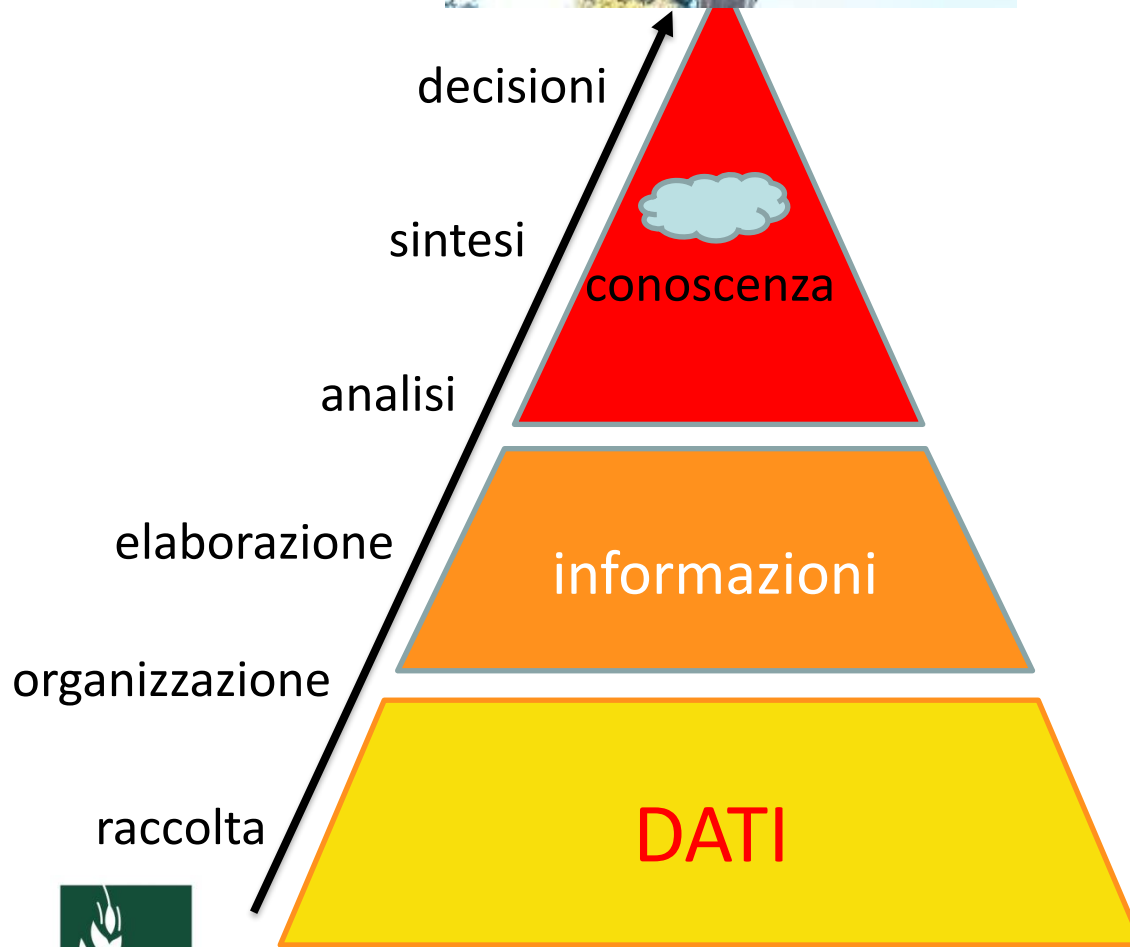 decisioni
sintesi
conoscenza
analisi
elaborazione
informazioni
organizzazione
raccolta
DATI